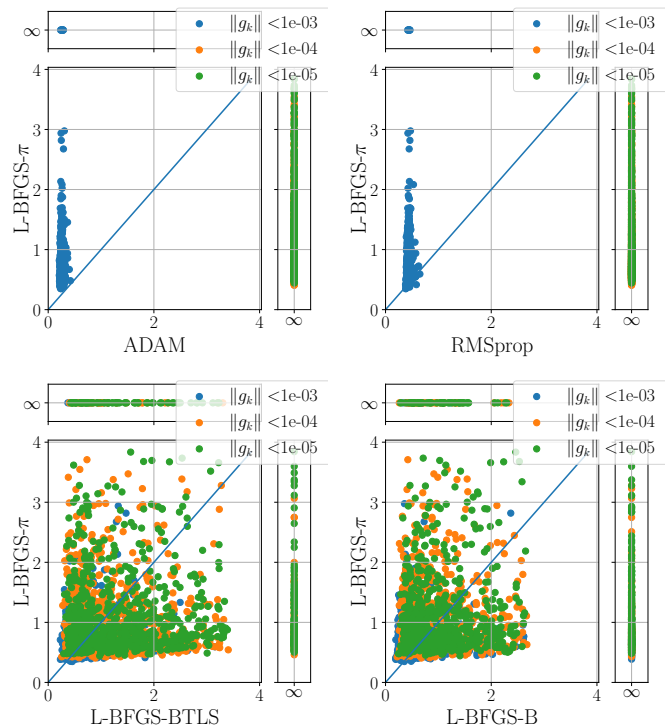 ∞
||g_k|| <1e-03
||g_k|| <1e-04
||g_k|| <1e-05
4
3
2
1
0
L-BFGS-π
0 2 4
∞
ADAM
∞
||g_k|| <1e-03
||g_k|| <1e-04
||g_k|| <1e-05
4
3
2
1
0
L-BFGS-π
0 2 4
∞
RMSprop
∞
||g_k|| <1e-03
||g_k|| <1e-04
||g_k|| <1e-05
4
3
2
1
0
L-BFGS-π
0 2 4
∞
L-BFGS-BTLS
∞
||g_k|| <1e-03
||g_k|| <1e-04
||g_k|| <1e-05
4
3
2
1
0
L-BFGS-π
0 2 4
∞
L-BFGS-B